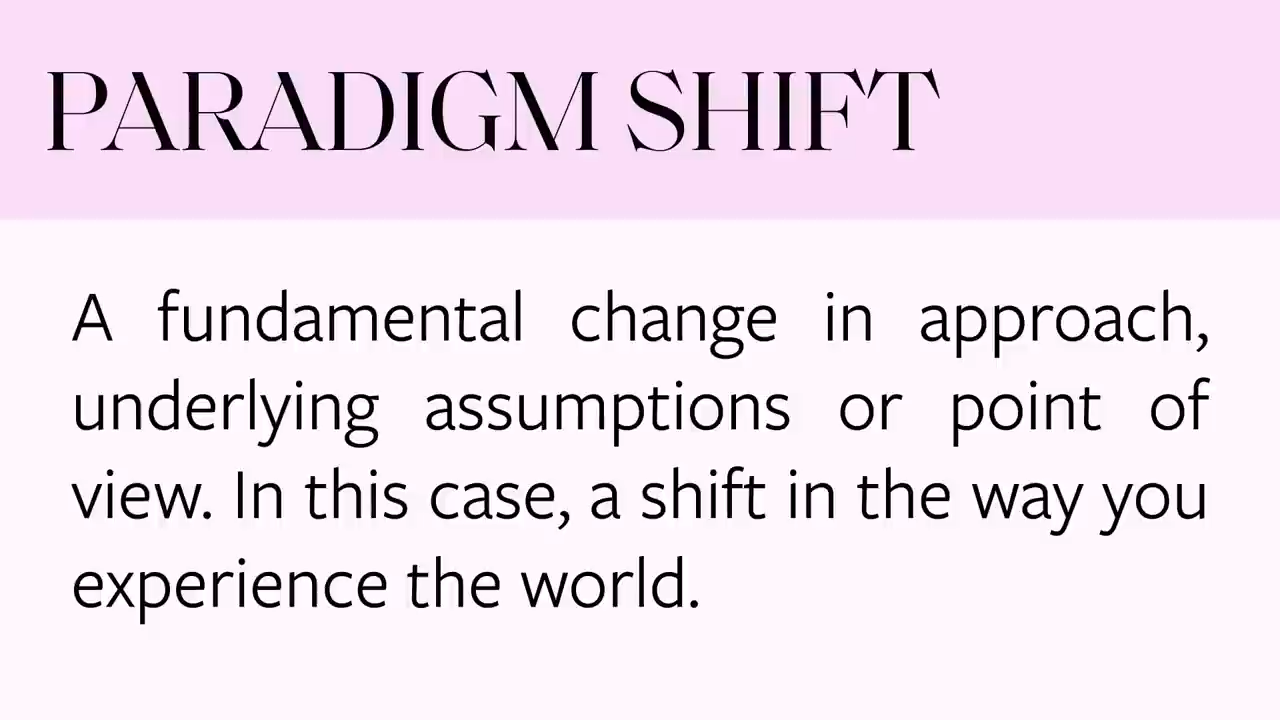 PARADIGM SHIFT
A fundamental change in approach,
underlying assumptions or point of
view. In this case, a shift in the way you
experience the world.